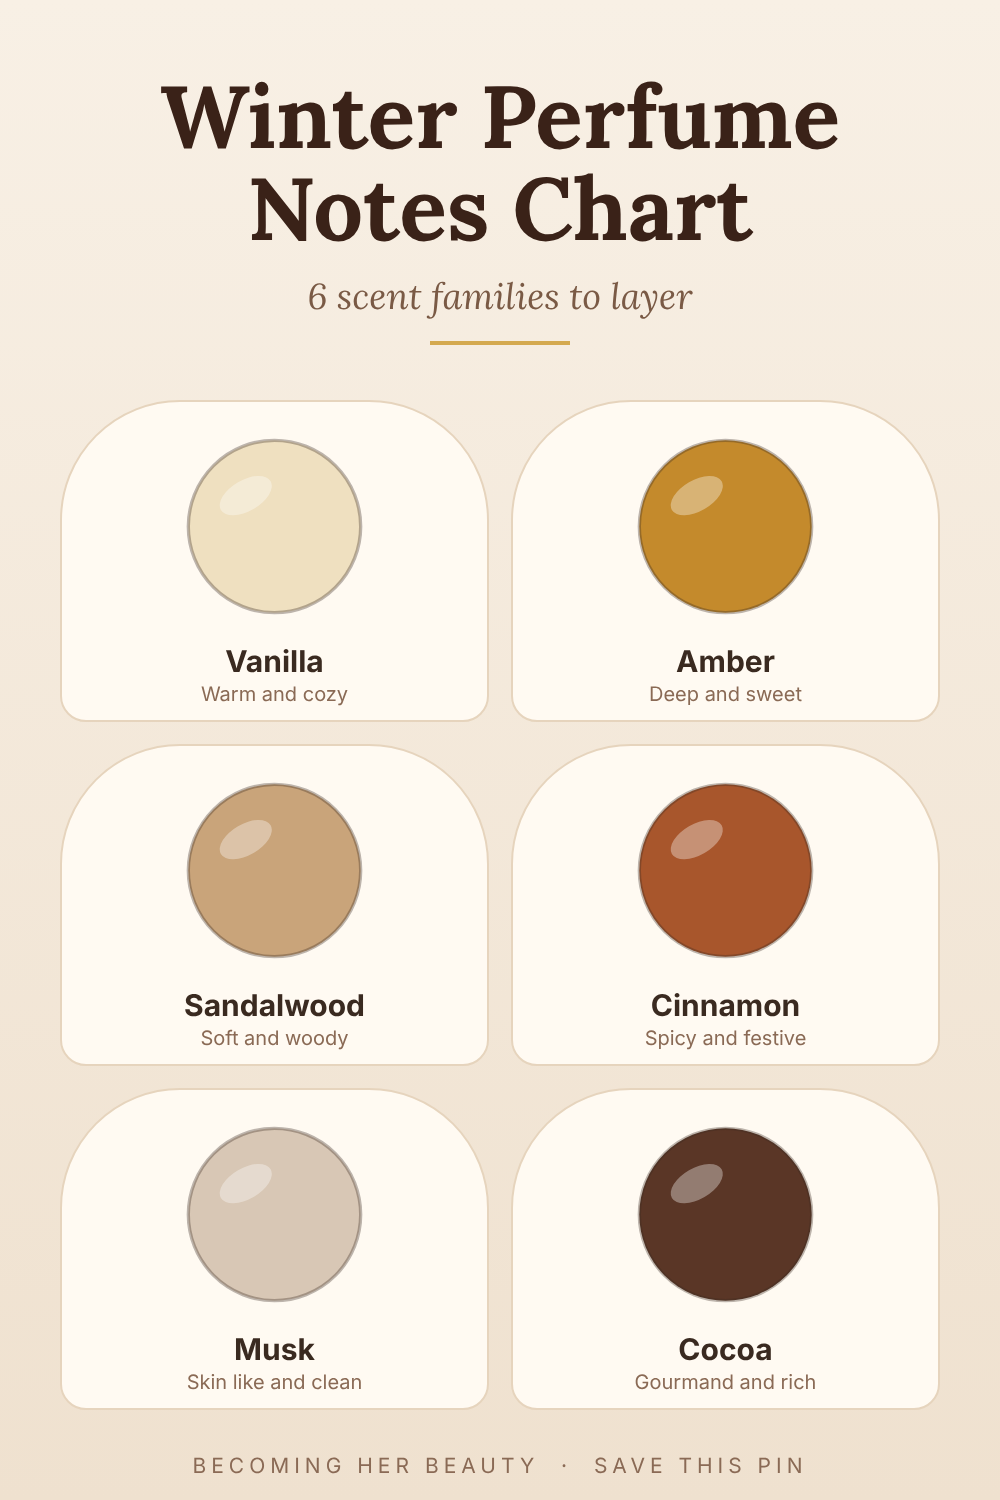 Winter Perfume
Notes Chart
6 scent families to layer
Vanilla
Warm and cozy
Amber
Deep and sweet
Sandalwood
Soft and woody
Cinnamon
Spicy and festive
Musk
Skin like and clean
Cocoa
Gourmand and rich
BECOMING HER BEAUTY · SAVE THIS PIN